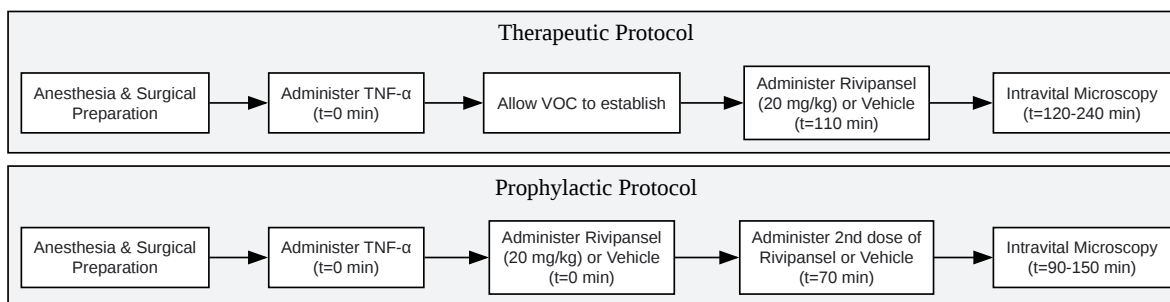 Therapeutic Protocol
Anesthesia & Surgical
Preparation
Administer TNF-α
(t=0 min)
Allow VOC to establish
Administer Rivipansel
(20 mg/kg) or Vehicle
(t=110 min)
Intravital Microscopy
(t=120-240 min)
Prophylactic Protocol
Anesthesia & Surgical
Preparation
Administer TNF-α
(t=0 min)
Administer Rivipansel
(20 mg/kg) or Vehicle
(t=0 min)
Administer 2nd dose of
Rivipansel or Vehicle
(t=70 min)
Intravital Microscopy
(t=90-150 min)